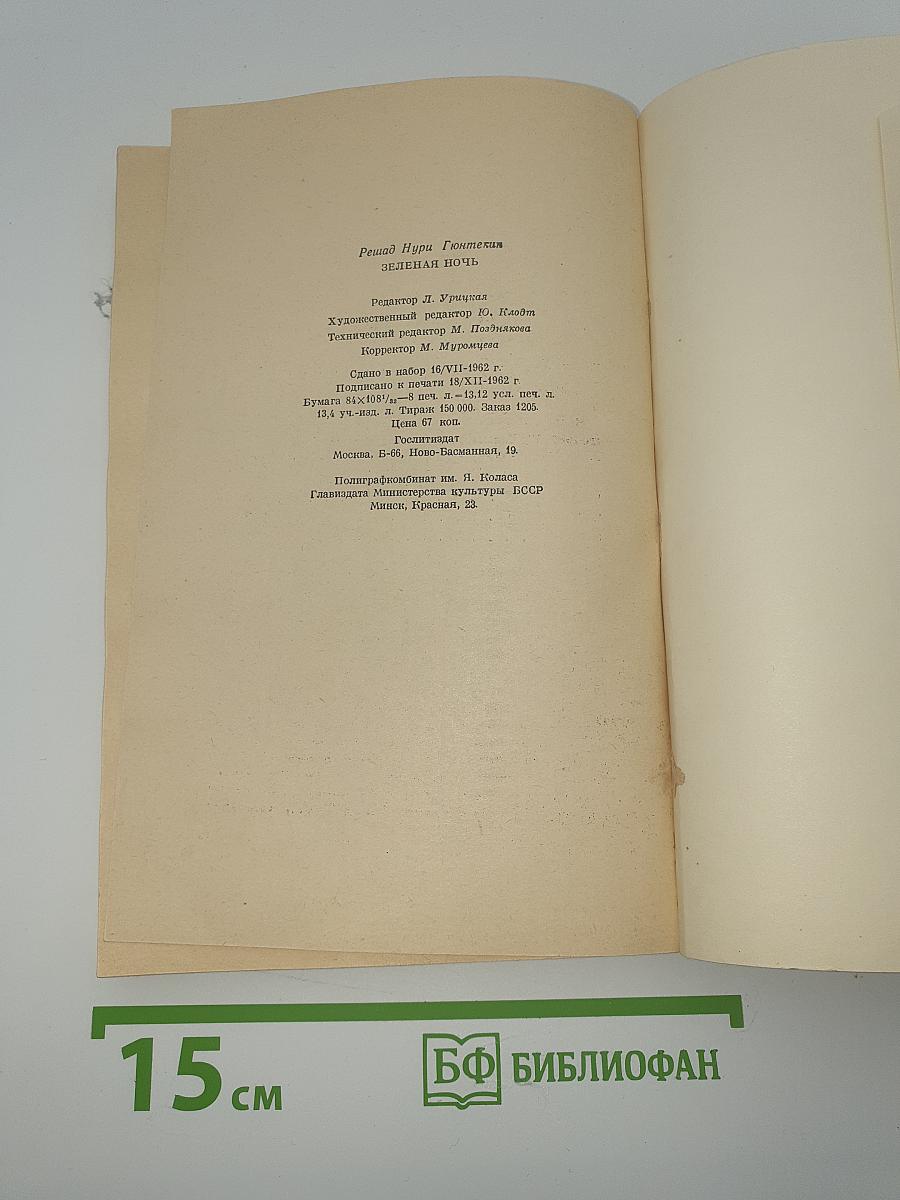 Решад Нури Гюнтекин
ЗЕЛЕНАЯ НОЧЬ
Редактор Л. Урицкая
Художественный редактор Ю. Клодт
Технический редактор М. Позднякова
Корректор М. Муромцева
Сдано в набор 16/VII-1962 г.
Подписано к печати 18/XII-1962 г.
Бумага 84×108¹/₃₂—8 печ. л.=13,12 усл. печ. л.
13,4 уч.-изд. л. Тираж 150 000. Заказ 1205.
Цена 67 коп.
Гослитиздат
Москва, Б-66, Ново-Басманная, 19.
Полиграфкомбинат им. Я. Коласа
Главиздата Министерства культуры БССР
Минск, Красная, 23.
15 см
БФ БИБЛИОФАН